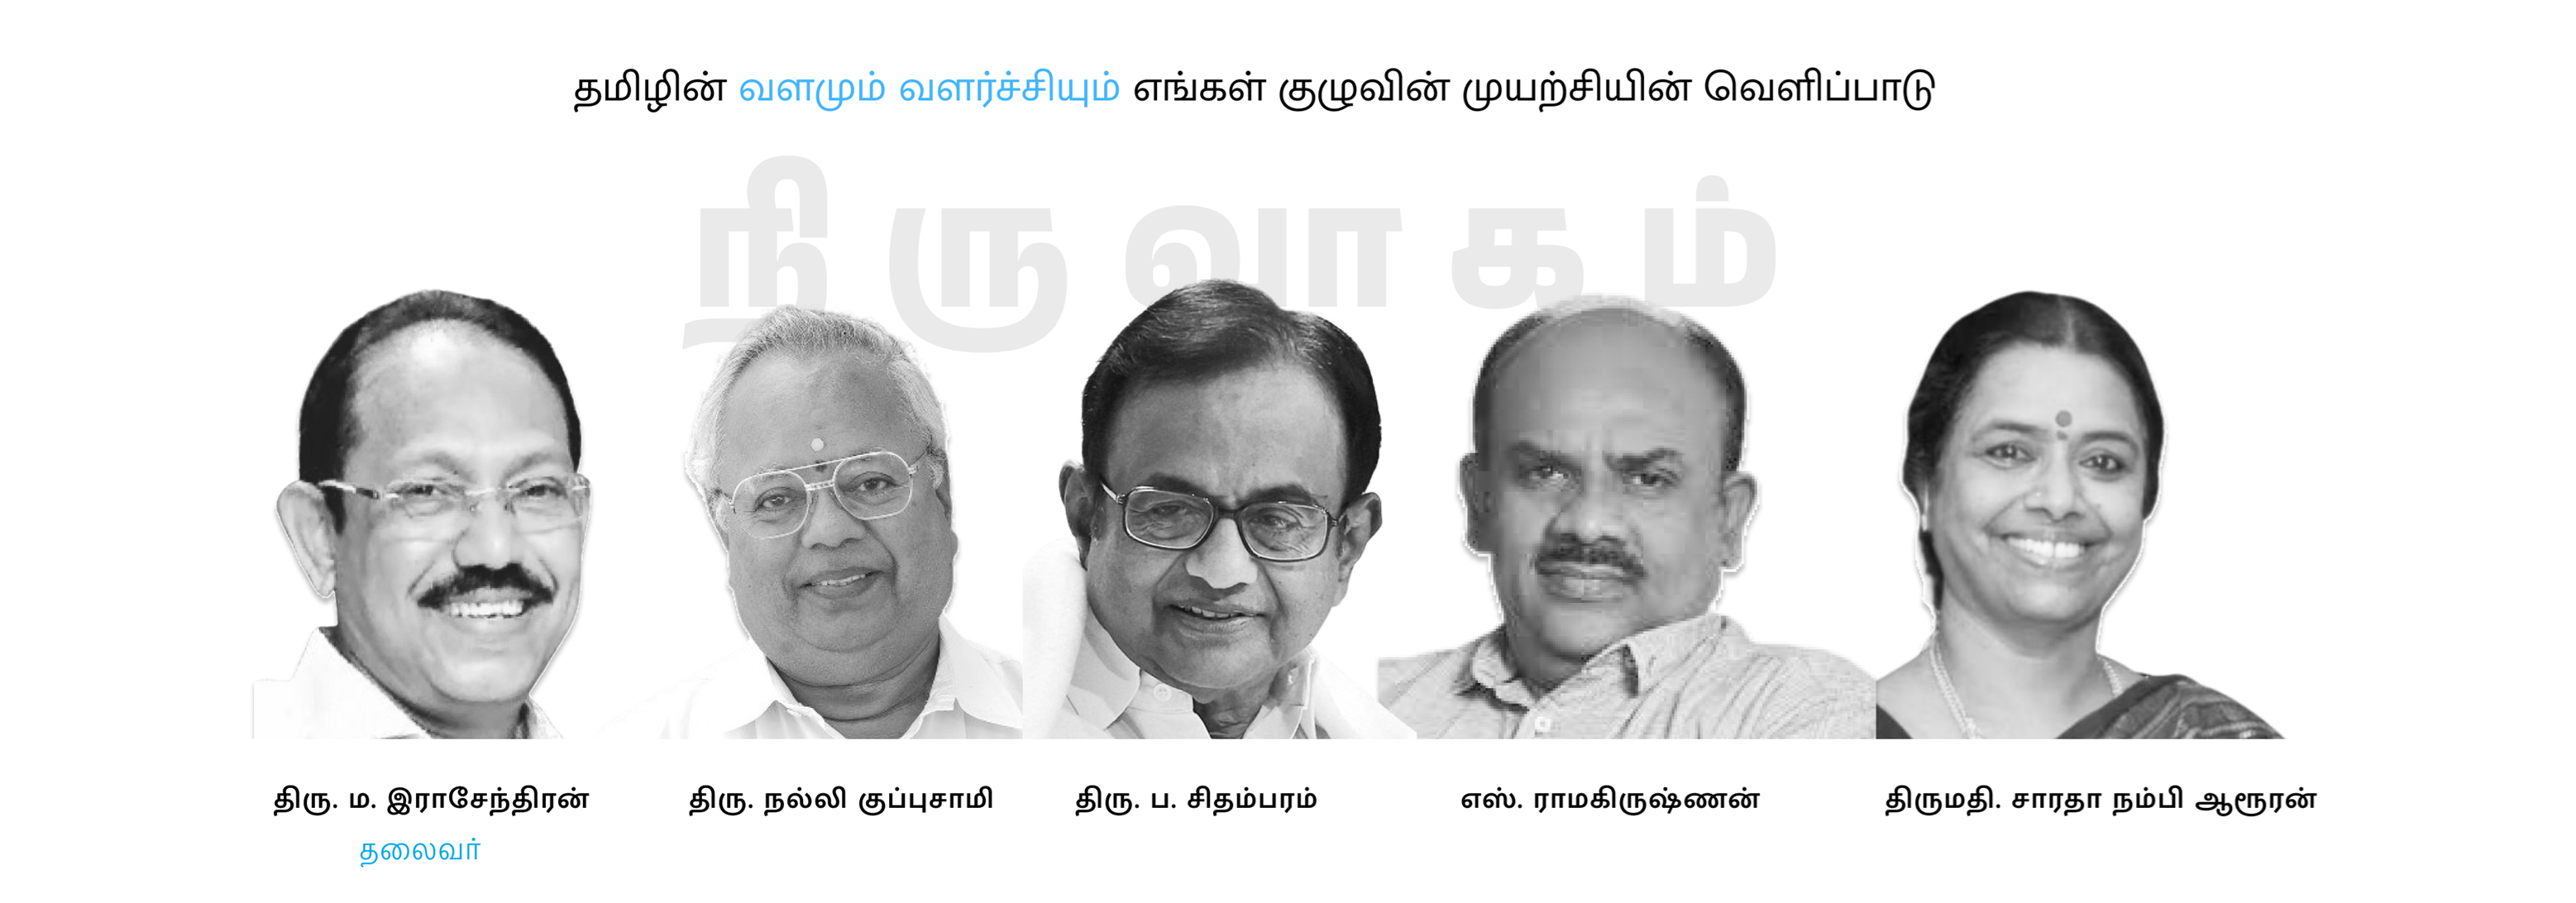 தமிழின் வளமும் வளர்ச்சியும் எங்கள் குழுவின் முயற்சியின் வெளிப்பாடு
நிருவாகம்
திரு. ம. இராசேந்திரன்
தலைவர்
திரு. நல்லி குப்புசாமி
திரு. ப. சிதம்பரம்
எஸ். ராமகிருஷ்ணன்
திருமதி. சாரதா நம்பி ஆரூரன்